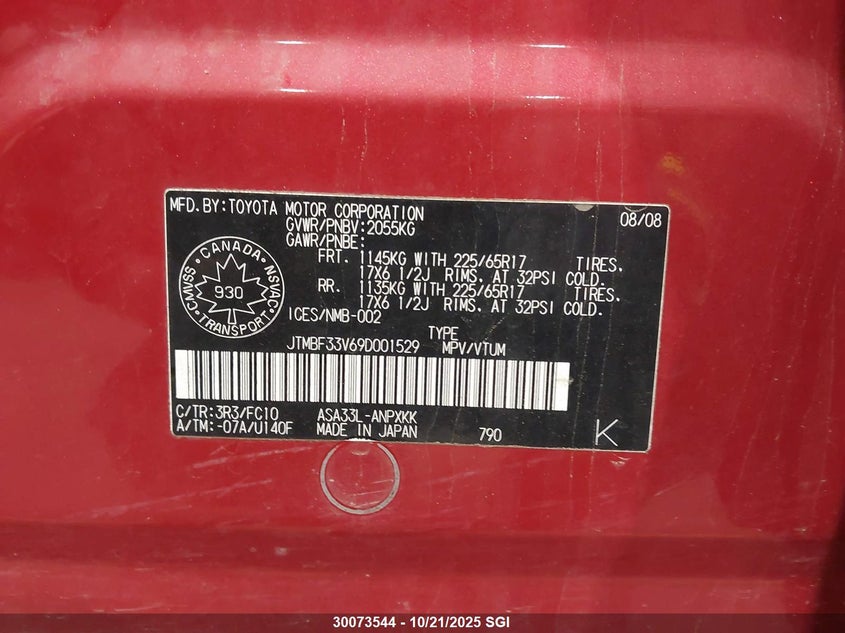 MFD.BY:TOYOTA MOTOR CORPORATION 08/08
GVWR/PNBV:2055KG
GAWR/PNBE:
FRT. 1145KG WITH 225/65R17 TIRES,
17X6 1/2J RIMS, AT 32PSI COLD.
RR. 1135KG WITH 225/65R17 TIRES,
17X6 1/2J RIMS, AT 32PSI COLD.
ICES/NMB-002
CANADA
CMVSS 930 NSVAC
TRANSPORT
TYPE
JTMBF33V69D001529 MPV/VTUM
C/TR:3R3/FC10 ASA33L-ANPXKK
A/TM:-07A/U140F MADE IN JAPAN 790 K
30073544 - 10/21/2025 SGI